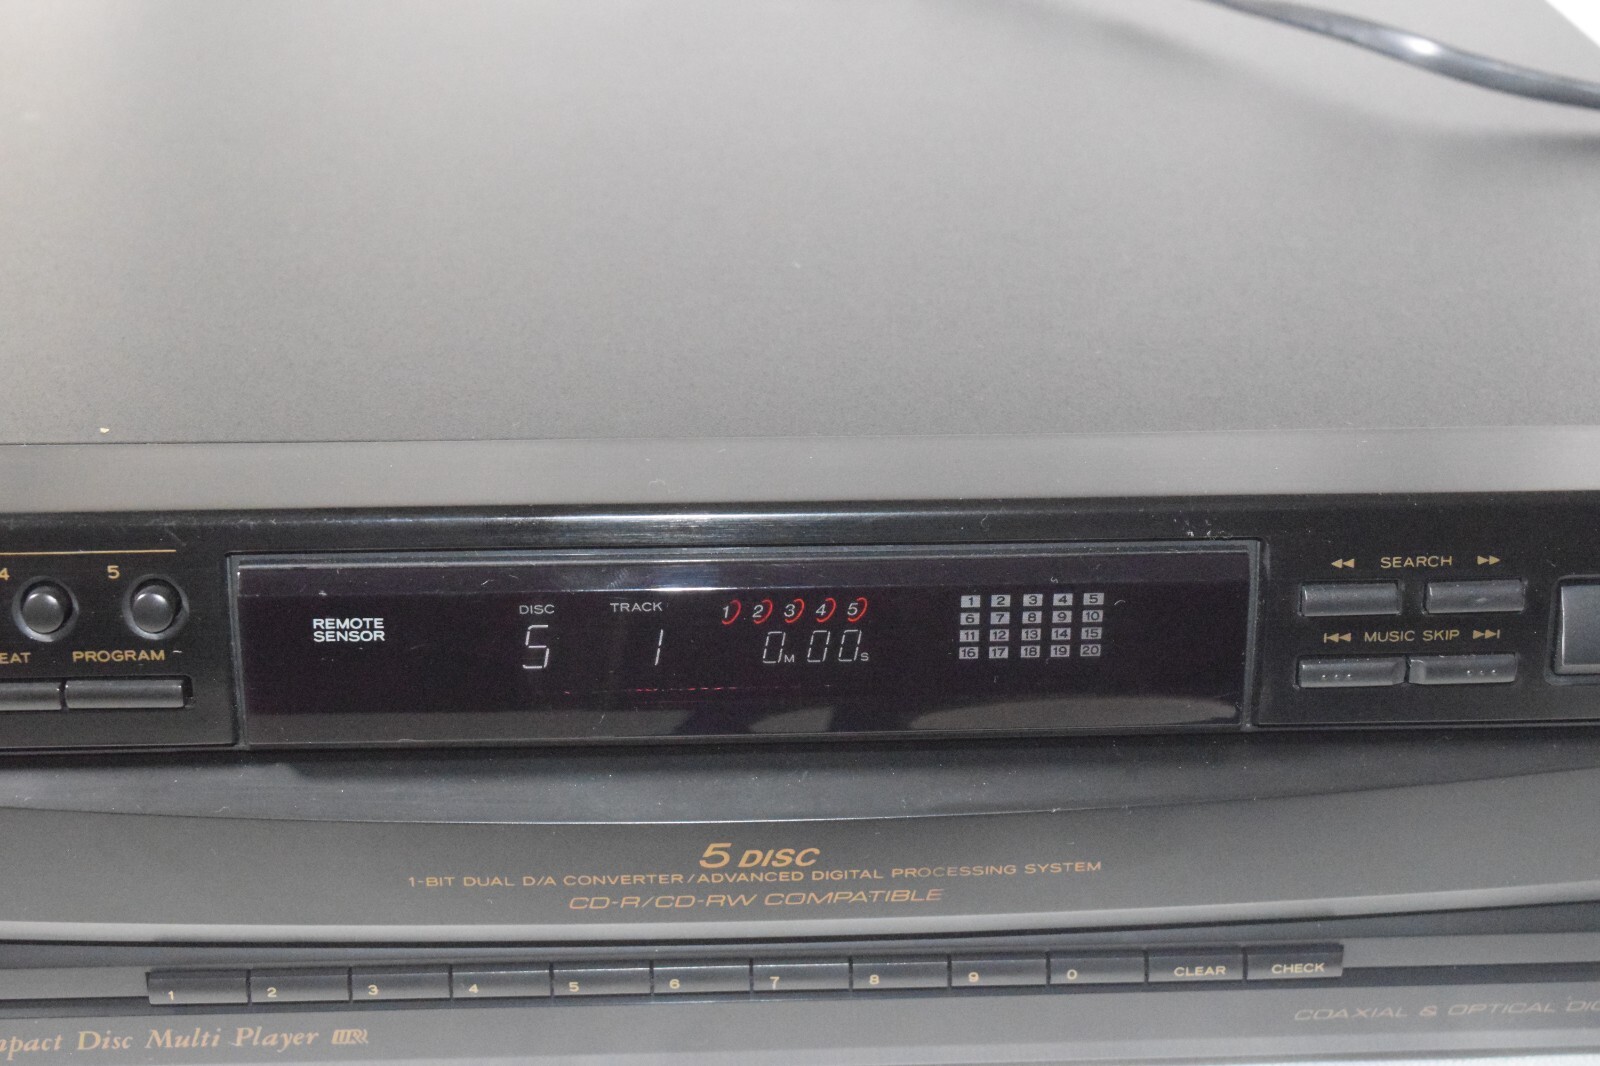 4 5
EAT PROGRAM
REMOTE
SENSOR
DISC TRACK
5 1
1 2 3 4 5
0M 00S
1 2 3 4 5
6 7 8 9 10
11 12 13 14 15
16 17 18 19 20
SEARCH
MUSIC SKIP
5 DISC
1-BIT DUAL D/A CONVERTER/ADVANCED DIGITAL PROCESSING SYSTEM
CD-R/CD-RW COMPATIBLE
1 2 3 4 5 6 7 8 9 0 CLEAR CHECK
mpact Disc Multi Player
COAXIAL & OPTICAL DIG